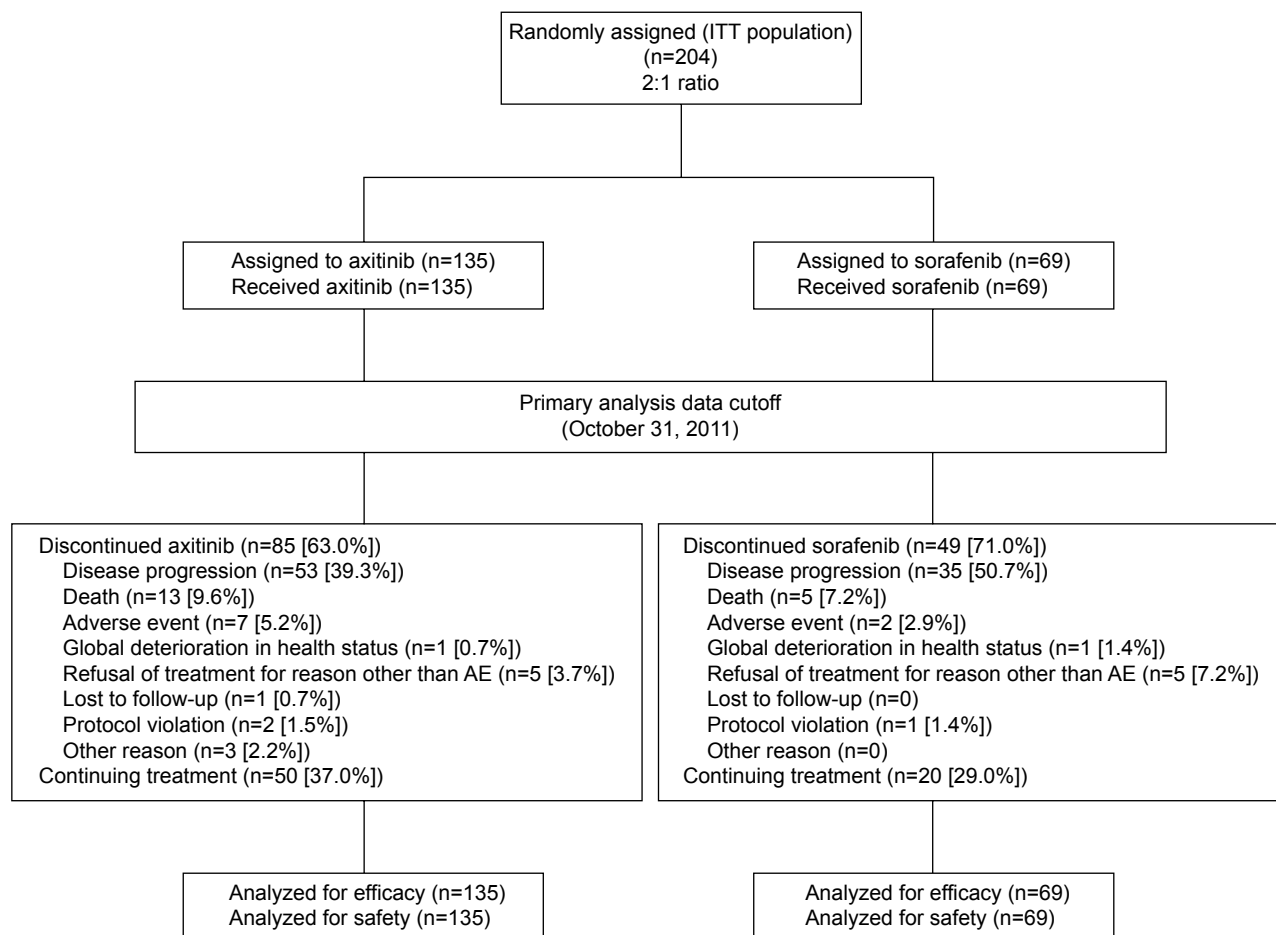 Randomly assigned (ITT population)
(n=204)
2:1 ratio
Assigned to axitinib (n=135)
Received axitinib (n=135)
Assigned to sorafenib (n=69)
Received sorafenib (n=69)
Primary analysis data cutoff
(October 31, 2011)
Discontinued axitinib (n=85 [63.0%])
Disease progression (n=53 [39.3%])
Death (n=13 [9.6%])
Adverse event (n=7 [5.2%])
Global deterioration in health status (n=1 [0.7%])
Refusal of treatment for reason other than AE (n=5 [3.7%])
Lost to follow-up (n=1 [0.7%])
Protocol violation (n=2 [1.5%])
Other reason (n=3 [2.2%])
Continuing treatment (n=50 [37.0%])
Discontinued sorafenib (n=49 [71.0%])
Disease progression (n=35 [50.7%])
Death (n=5 [7.2%])
Adverse event (n=2 [2.9%])
Global deterioration in health status (n=1 [1.4%])
Refusal of treatment for reason other than AE (n=5 [7.2%])
Lost to follow-up (n=0)
Protocol violation (n=1 [1.4%])
Other reason (n=0)
Continuing treatment (n=20 [29.0%])
Analyzed for efficacy (n=135)
Analyzed for safety (n=135)
Analyzed for efficacy (n=69)
Analyzed for safety (n=69)